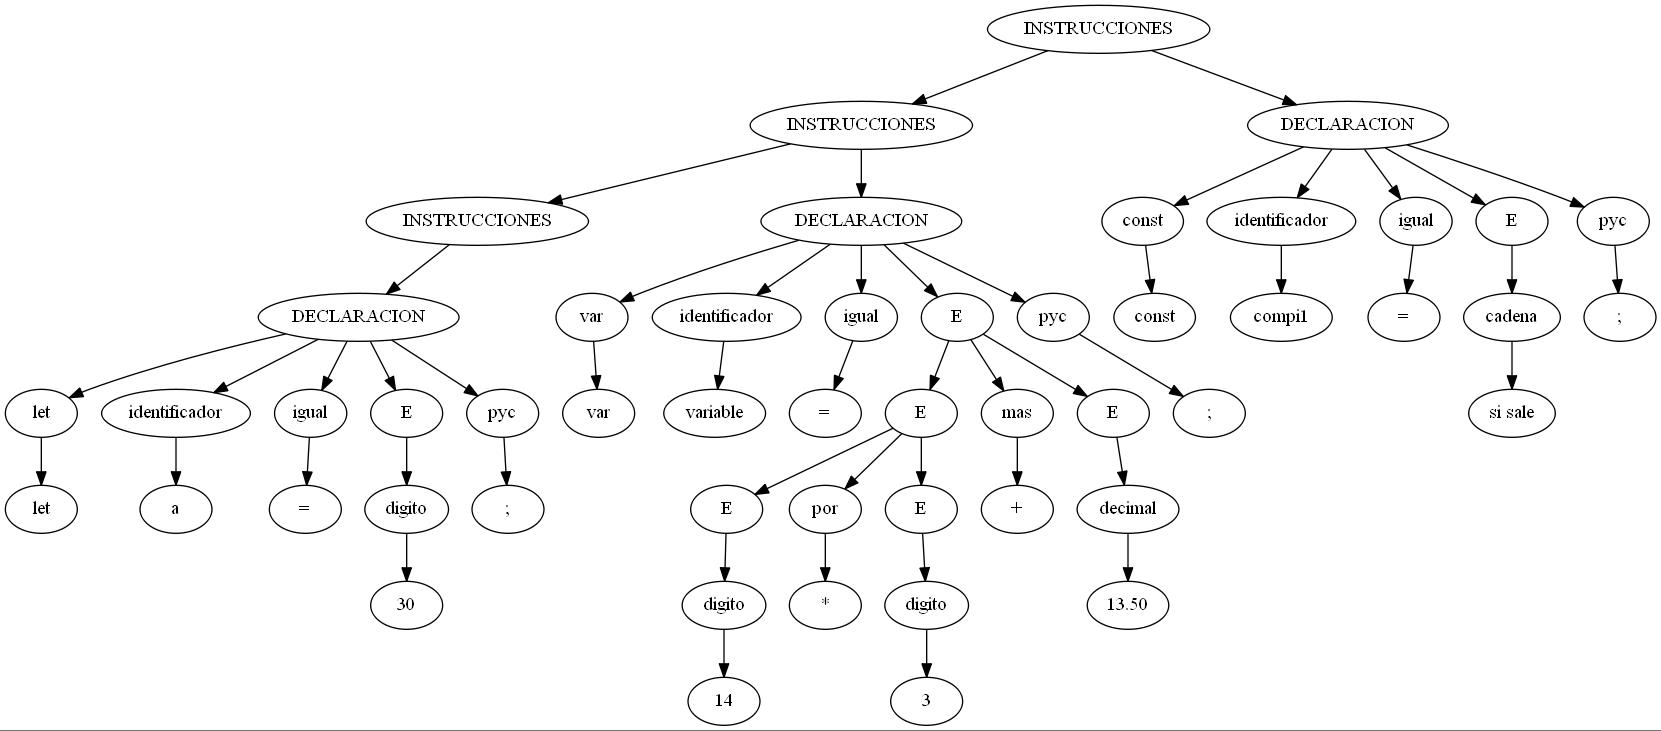 INSTRUCCIONES
INSTRUCCIONES DECLARACION
INSTRUCCIONES DECLARACION const identificador igual E pyc
DECLARACION var identificador igual E pyc const compi1 = cadena ;
let identificador igual E pyc var variable = E mas E ; si sale
let a = digito ; E por E + decimal
30 digito * digito 13.50
14 3